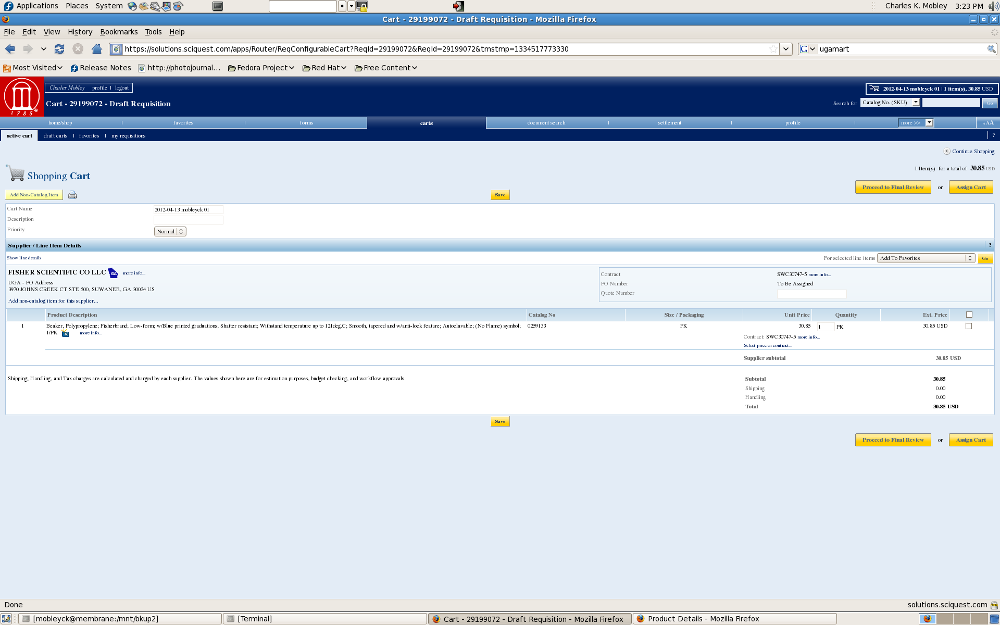 Applications Places System Charles K. Mobley 3:23 PM
Cart - 29199072 - Draft Requisition - Mozilla Firefox
File Edit View History Bookmarks Tools Help
https://solutions.sciquest.com/apps/Router/ReqConfigurableCart?ReqId=29199072&ReqId=29199072&tmstmp=1334517773330 G ugamart
Most Visited Release Notes http://photojournal... Fedora Project Red Hat Free Content
Charles Mobley profile | logout 2012-04-13 mobleyck 01 | 1 item(s), 30.85 USD
Cart - 29199072 - Draft Requisition Search for Catalog No. (SKU) Go
1785
home/shop | favorites | forms carts document search | settlement | profile | more >> AAA
active cart draft carts | favorites | my requisitions ?
Continue Shopping
1 Item(s) for a total of 30.85 USD
Shopping Cart
Proceed to Final Review or Assign Cart
Add Non-Catalog Item Save
Cart Name 2012-04-13 mobleyck 01
Description
Priority Normal
Supplier / Line Item Details ?
Show line details For selected line items Add To Favorites Go
FISHER SCIENTIFIC CO LLC GA more info...
UGA - PO Address
3970 JOHNS CREEK CT STE 500, SUWANEE, GA 30024 US
Add non-catalog item for this supplier...
Contract SWC30747-5 more info...
PO Number To Be Assigned
Quote Number
Product Description Catalog No Size / Packaging Unit Price Quantity Ext. Price
1 Beaker, Polypropylene; Fisherbrand; Low-form; w/Blue printed graduations; Shatter resistant; Withstand temperature up to 121deg.C; Smooth, tapered and w/anti-lock feature; Autoclavable; (No Flame) symbol; 0259133 PK 30.85 1 PK 30.85 USD
1/PK more info...
Contract: SWC30747-5 more info...
Select price or contract...
Supplier subtotal 30.85 USD
Shipping, Handling, and Tax charges are calculated and charged by each supplier. The values shown here are for estimation purposes, budget checking, and workflow approvals.
Subtotal 30.85
Shipping 0.00
Handling 0.00
Total 30.85 USD
Save
Proceed to Final Review or Assign Cart
Done solutions.sciquest.com
[mobleyck@membrane:/mnt/bkup2] [Terminal] Cart - 29199072 - Draft Requisition - Mozilla Firefox Product Details - Mozilla Firefox